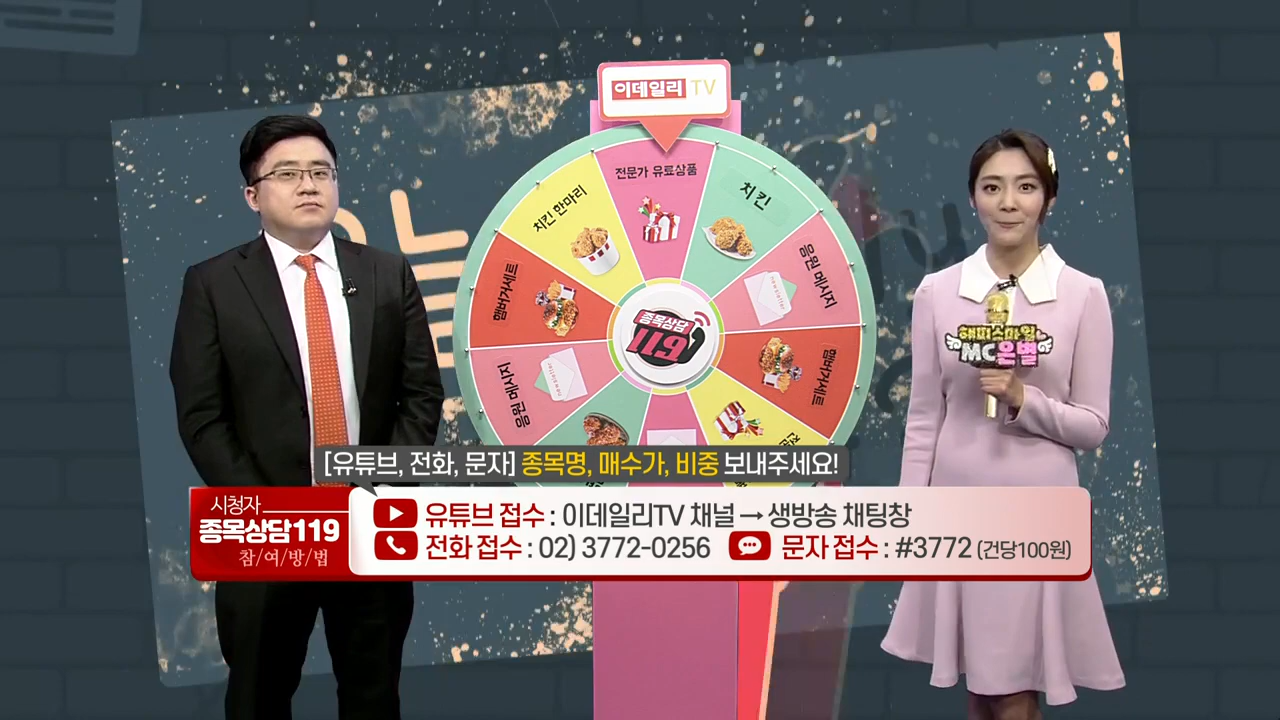 이데일리 TV
전문가 유료상품
치킨 한마리
치킨
햄버거세트
응원 메시지
종목상담
119
응원 메시지
햄버거세트
늘
해피스마일
MC은별
[유튜브, 전화, 문자] 종목명, 매수가, 비중 보내주세요!
시청자
종목상담119
참/여/방/법
유튜브 접수 : 이데일리TV 채널 → 생방송 채팅창
전화 접수 : 02) 3772-0256
문자 접수 : #3772 (건당100원)